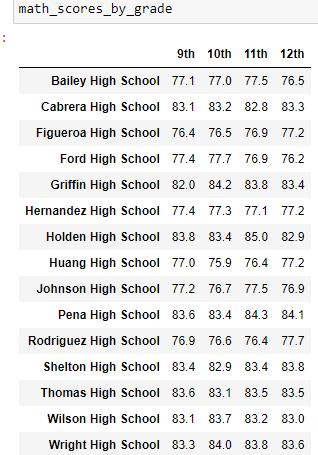 math_scores_by_grade
:
9th 10th 11th 12th
Bailey High School 77.1 77.0 77.5 76.5
Cabrera High School 83.1 83.2 82.8 83.3
Figueroa High School 76.4 76.5 76.9 77.2
Ford High School 77.4 77.7 76.9 76.2
Griffin High School 82.0 84.2 83.8 83.4
Hernandez High School 77.4 77.3 77.1 77.2
Holden High School 83.8 83.4 85.0 82.9
Huang High School 77.0 75.9 76.4 77.2
Johnson High School 77.2 76.7 77.5 76.9
Pena High School 83.6 83.4 84.3 84.1
Rodriguez High School 76.9 76.6 76.4 77.7
Shelton High School 83.4 82.9 83.4 83.8
Thomas High School 83.6 83.1 83.5 83.5
Wilson High School 83.1 83.7 83.2 83.0
Wright High School 83.3 84.0 83.8 83.6